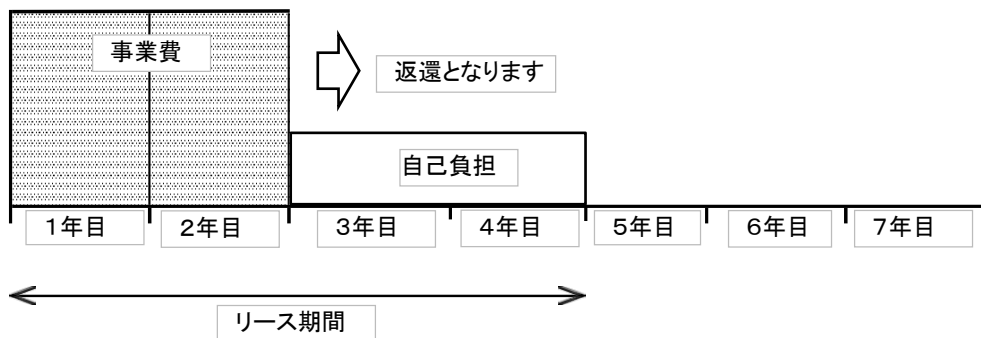 事業費
返還となります
自己負担
１年目
２年目
３年目
４年目
５年目
６年目
７年目
リース期間